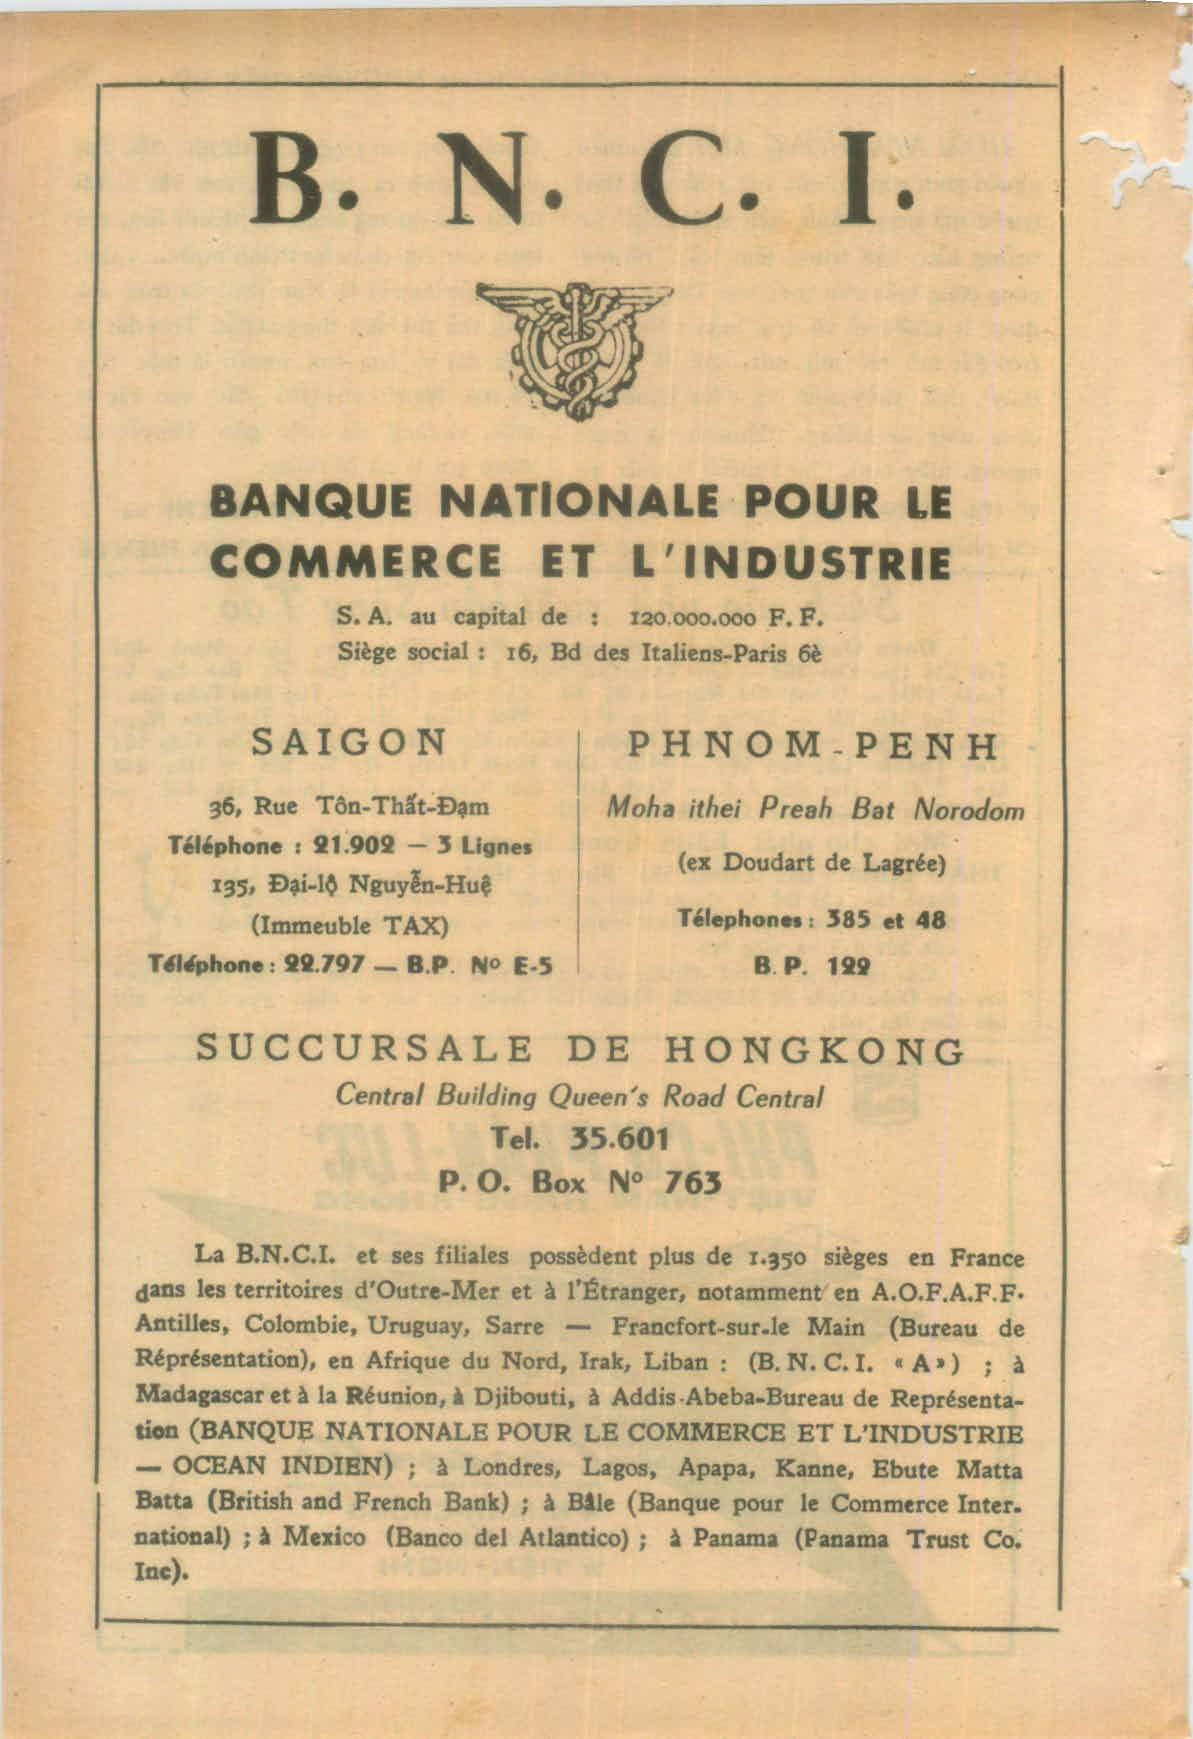 B. N. C. I.
BANQUE NATIONALE POUR LE
COMMERCE ET L'INDUSTRIE
S. A. au capital de : 120.000.000 F. F.
Siège social : 16, Bd des Italiens-Paris 6è
SAIGON
36, Rue Tôn-Thất-Đạm
Téléphone : 21.902 — 3 Lignes
135, Đại-lộ Nguyễn-Huệ
(Immeuble TAX)
Téléphone : 22.797 — B.P. Nº E-5
PHNOM-PENH
Moha ithei Preah Bat Norodom
(ex Doudart de Lagrée)
Télephones : 385 et 48
B. P. 122
SUCCURSALE DE HONGKONG
Central Building Queen's Road Central
Tel. 35.601
P. O. Box Nº 763
La B.N.C.I. et ses filiales possèdent plus de 1.350 sièges en France
dans les territoires d'Outre-Mer et à l'Étranger, notamment en A.O.F.A.F.F.
Antilles, Colombie, Uruguay, Sarre — Francfort-sur-le Main (Bureau de
Réprésentation), en Afrique du Nord, Irak, Liban : (B. N. C. I. « A ») ; à
Madagascar et à la Réunion, à Djibouti, à Addis-Abeba-Bureau de Représenta-
tion (BANQUE NATIONALE POUR LE COMMERCE ET L'INDUSTRIE
— OCEAN INDIEN) ; à Londres, Lagos, Apapa, Kanne, Ebute Matta
Batta (British and French Bank) ; à Bâle (Banque pour le Commerce Inter-
national) ; à Mexico (Banco del Atlantico) ; à Panama (Panama Trust Co.
Inc).